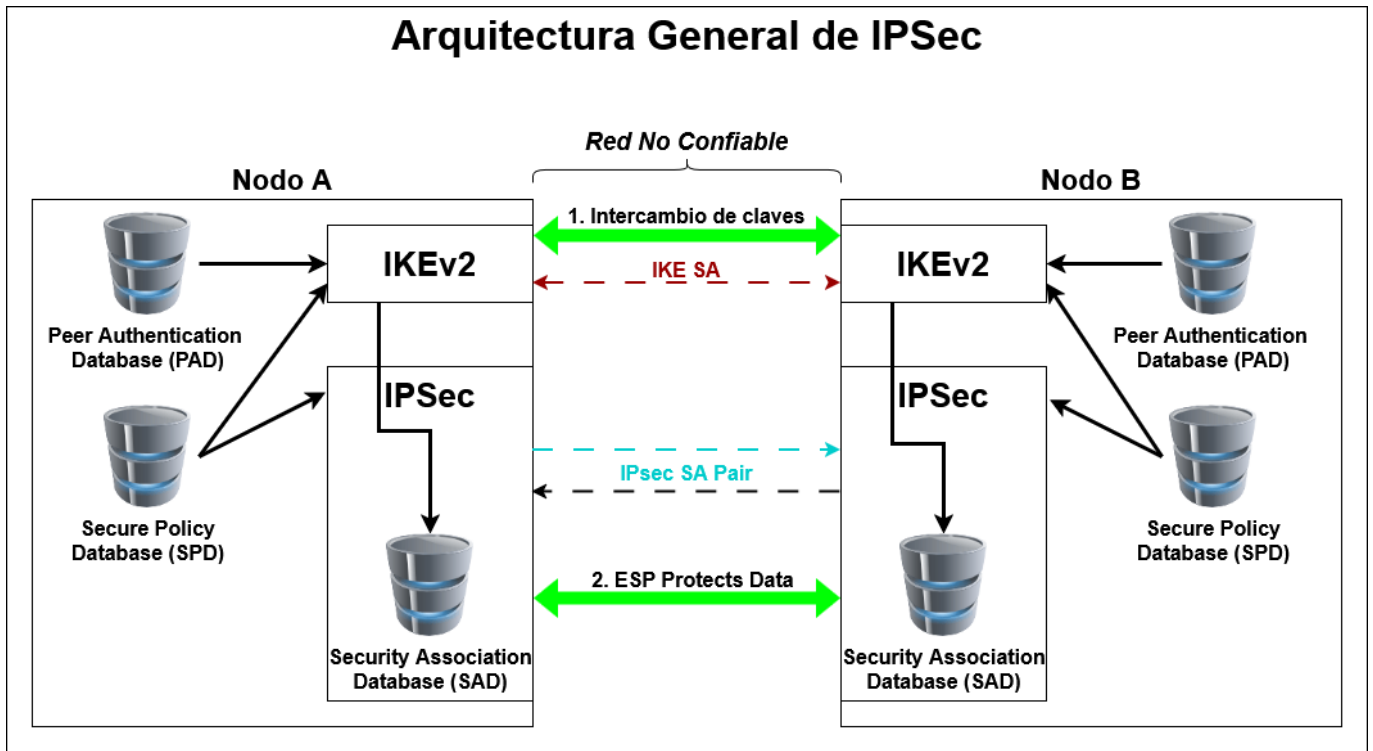 Arquitectura General de IPSec
Red No Confiable
Nodo A
Nodo B
1. Intercambio de claves
IKEv2
IKE SA
IKEv2
Peer Authentication
Database (PAD)
Peer Authentication
Database (PAD)
IPSec
IPSec
IPsec SA Pair
Secure Policy
Database (SPD)
Secure Policy
Database (SPD)
2. ESP Protects Data
Security Association
Database (SAD)
Security Association
Database (SAD)